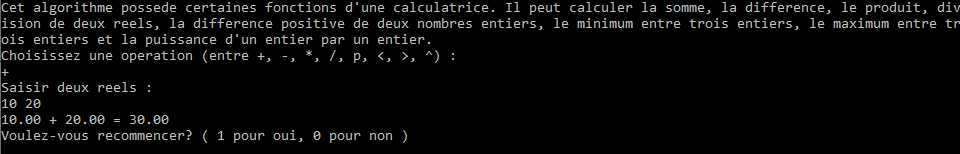 Cet algorithme possede certaines fonctions d'une calculatrice. Il peut calculer la somme, la difference, le produit, div
ision de deux reels, la difference positive de deux nombres entiers, le minimum entre trois entiers, le maximum entre tr
ois entiers et la puissance d'un entier par un entier.
Choisissez une operation (entre +, -, *, /, p, <, >, ^) :
+
Saisir deux reels :
10 20
10.00 + 20.00 = 30.00
Voulez-vous recommencer? ( 1 pour oui, 0 pour non )